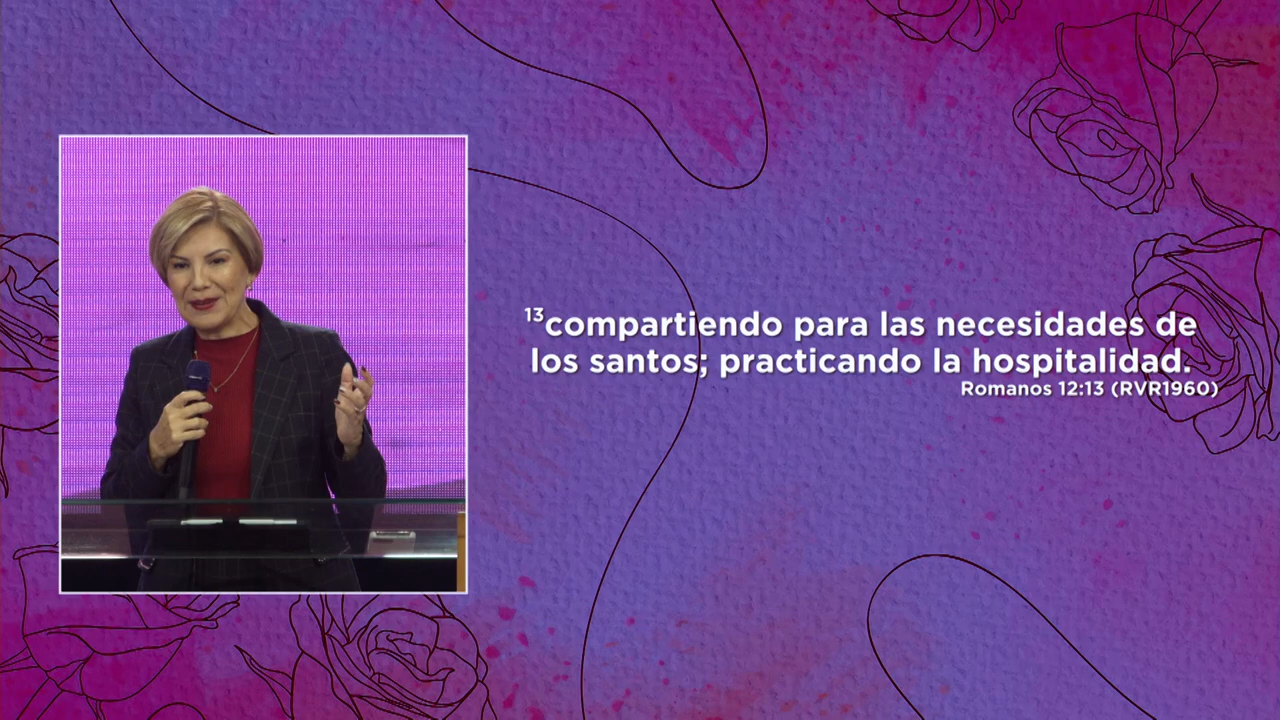 ¹³compartiendo para las necesidades de
los santos; practicando la hospitalidad.
Romanos 12:13 (RVR1960)